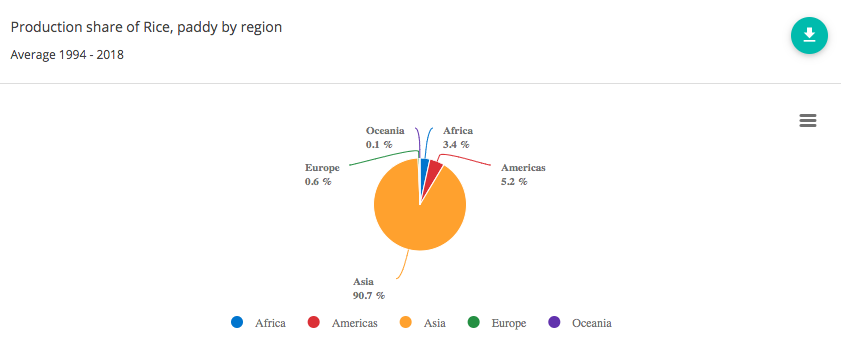 Production share of Rice, paddy by region
Average 1994 - 2018
Oceania
0.1 %
Africa
3.4 %
Europe
0.6 %
Americas
5.2 %
Asia
90.7 %
Africa
Americas
Asia
Europe
Oceania